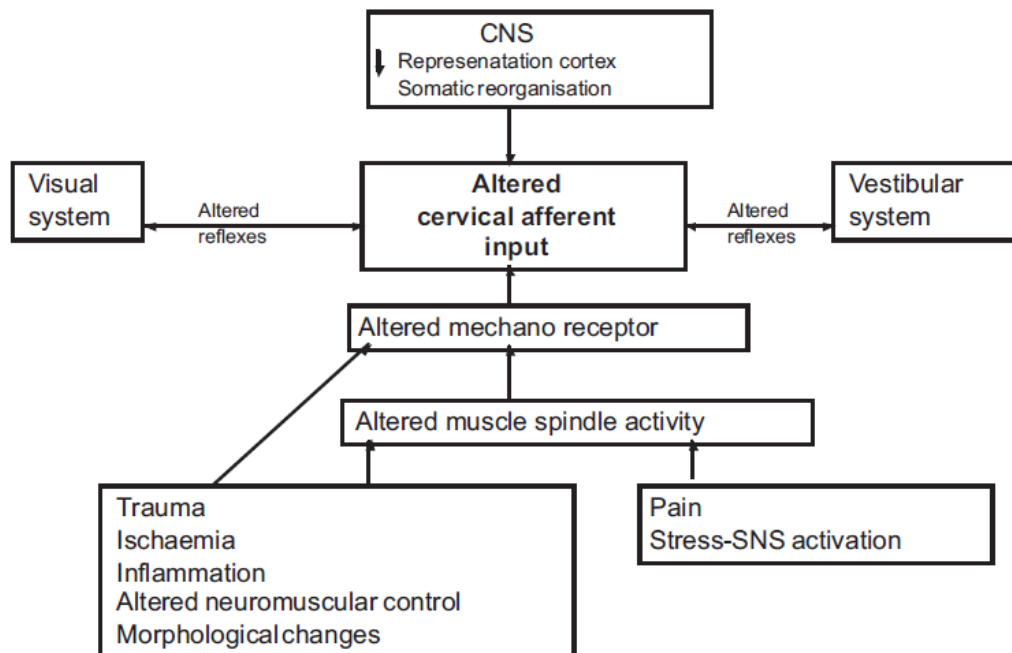 CNS
Represenatation cortex
Somatic reorganisation
Visual
system
Altered
reflexes
Altered
cervical afferent
input
Altered
reflexes
Vestibular
system
Altered mechano receptor
Altered muscle spindle activity
Trauma
Ischaemia
Inflammation
Altered neuromuscular control
Morphological changes
Pain
Stress-SNS activation